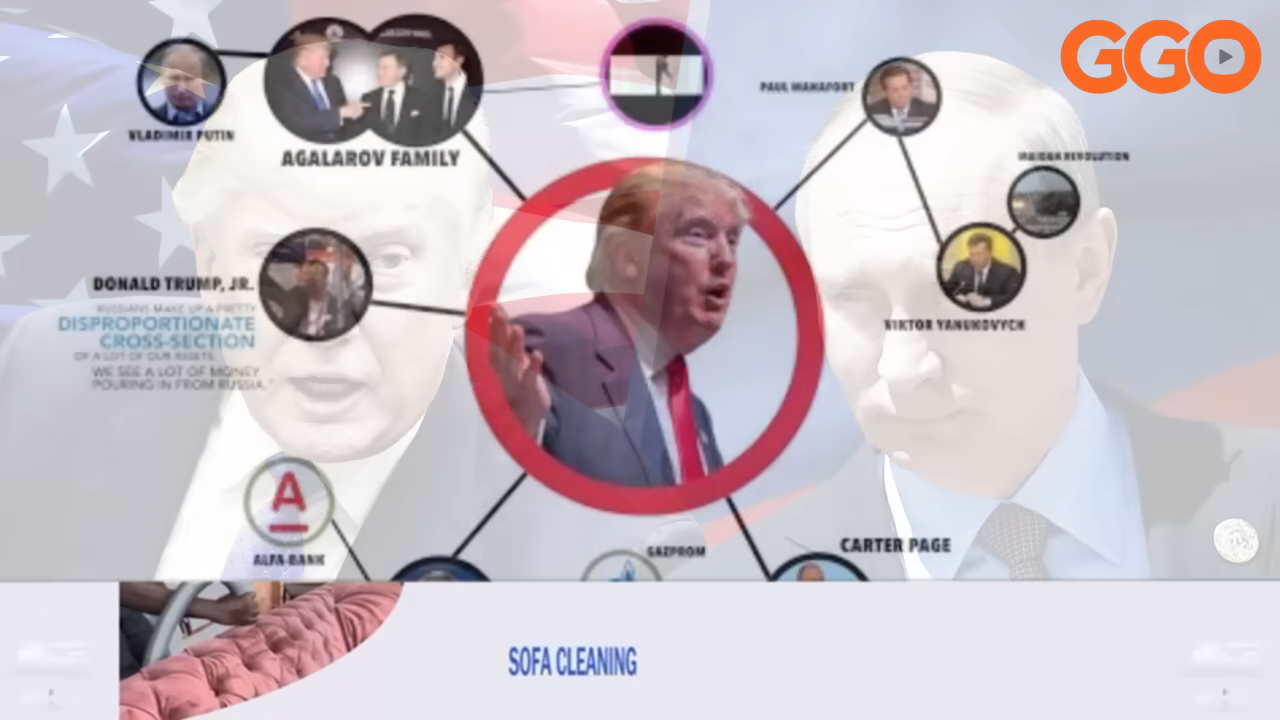 GGO
VLADIMIR PUTIN
AGALAROV FAMILY
PAUL MANAFORT
MAIDAN REVOLUTION
DONALD TRUMP, JR.
RUSSIANS MAKE UP A PRETTY
DISPROPORTIONATE
CROSS-SECTION
OF A LOT OF OUR ASSETS.
WE SEE A LOT OF MONEY
POURING IN FROM RUSSIA."
VIKTOR YANUKOVYCH
A
ALFA-BANK
GAZPROM
CARTER PAGE
SOFA CLEANING